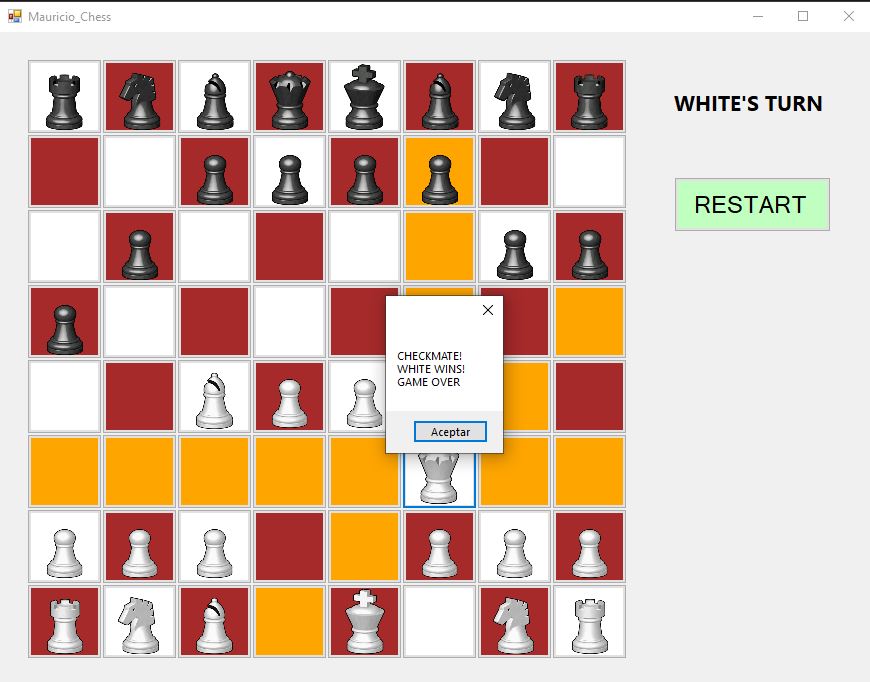 Mauricio_Chess
WHITE'S TURN
RESTART
CHECKMATE!
WHITE WINS!
GAME OVER
Aceptar